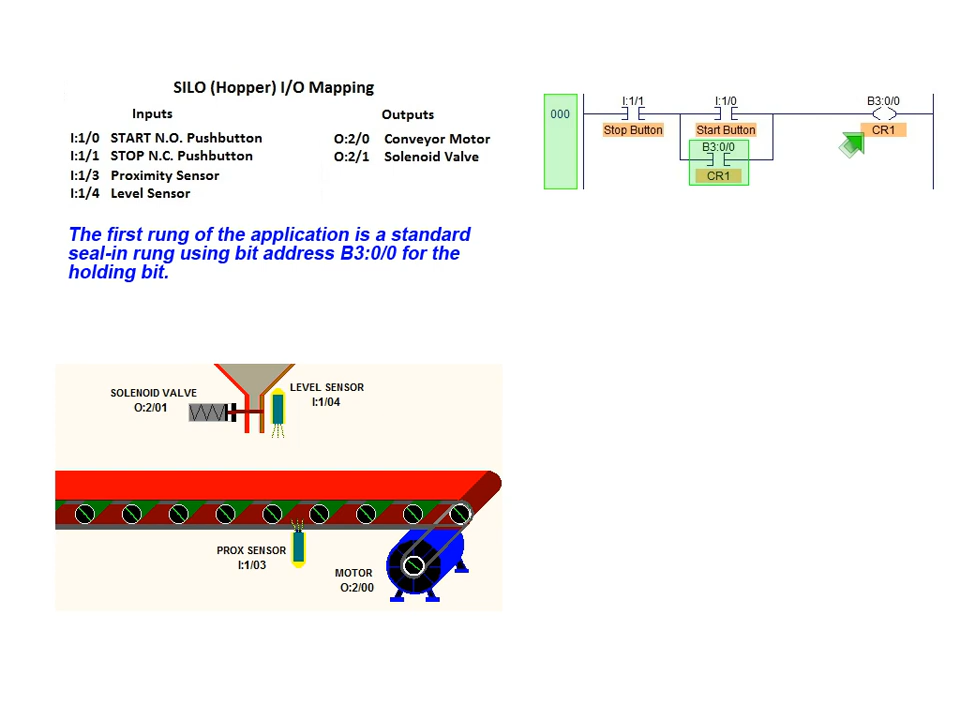 SILO (Hopper) I/O Mapping
Inputs
Outputs
I:1/0 START N.O. Pushbutton
O:2/0 Conveyor Motor
I:1/1 STOP N.C. Pushbutton
O:2/1 Solenoid Valve
I:1/3 Proximity Sensor
I:1/4 Level Sensor
The first rung of the application is a standard
seal-in rung using bit address B3:0/0 for the
holding bit.
000
I:1/1
Stop Button
I:1/0
Start Button
B3:0/0
CR1
B3:0/0
CR1
SOLENOID VALVE
O:2/01
LEVEL SENSOR
I:1/04
PROX SENSOR
I:1/03
MOTOR
O:2/00